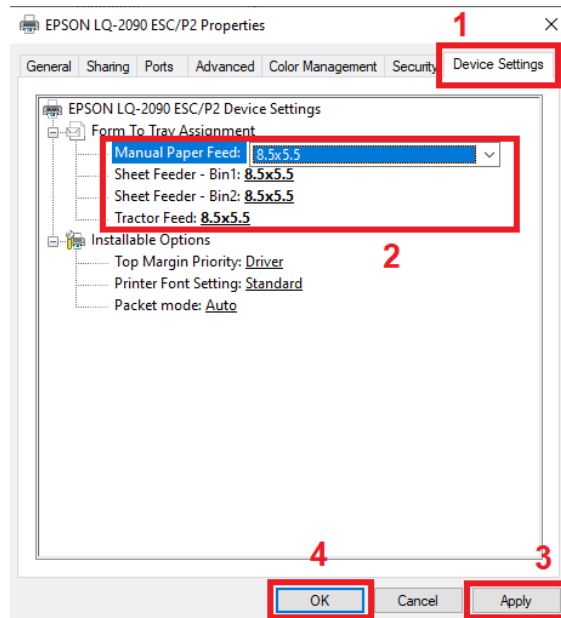 EPSON LQ-2090 ESC/P2 Properties
1
General Sharing Ports Advanced Color Management Security Device Settings
EPSON LQ-2090 ESC/P2 Device Settings
Form To Tray Assignment
Manual Paper Feed: 8.5x5.5
Sheet Feeder - Bin1: 8.5x5.5
Sheet Feeder - Bin2: 8.5x5.5
Tractor Feed: 8.5x5.5
2
Installable Options
Top Margin Priority: Driver
Printer Font Setting: Standard
Packet mode: Auto
4
3
OK Cancel Apply